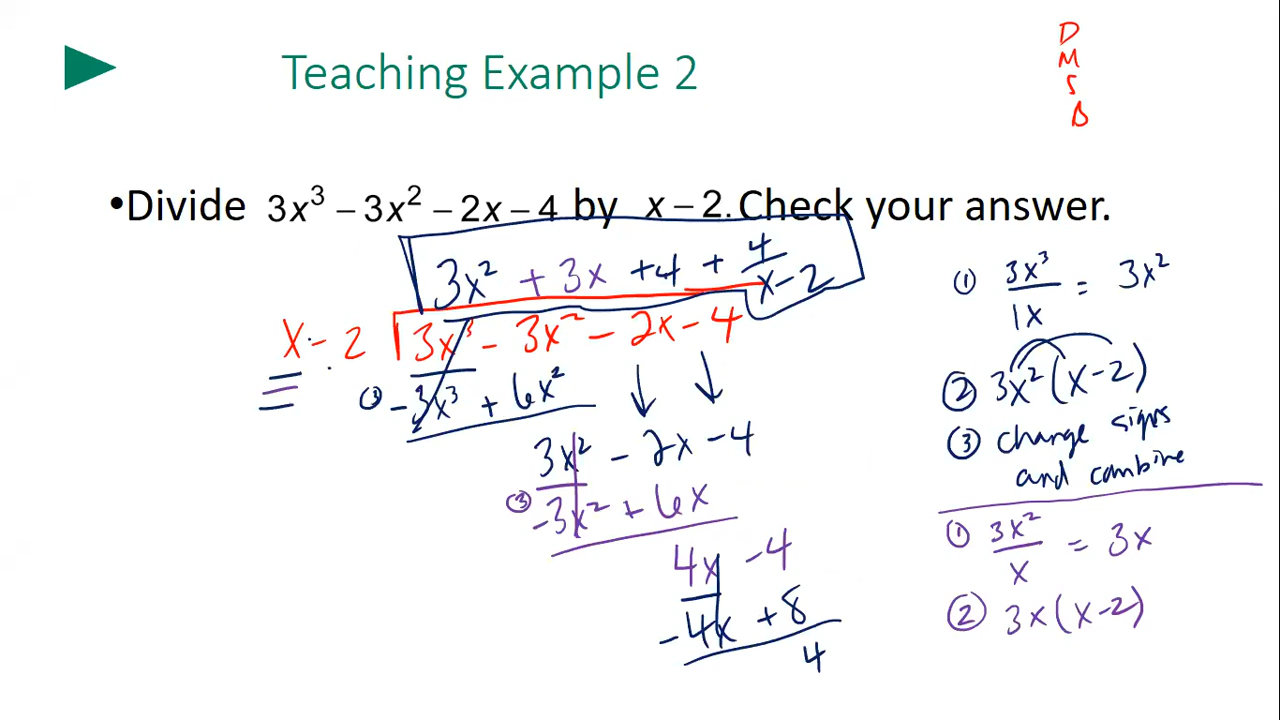 Teaching Example 2
D
M
S
B
•Divide 3x³ – 3x² – 2x – 4 by x – 2. Check your answer.
3x² + 3x + 4 + 4/(x-2)
x - 2 3x³ - 3x² - 2x - 4
③ -3x³ + 6x²
3x² - 2x - 4
③ -3x² + 6x
4x - 4
-4x + 8
4
① 3x³/1x = 3x²
② 3x²(x-2)
③ change signs
and combine
① 3x²/x = 3x
② 3x(x-2)